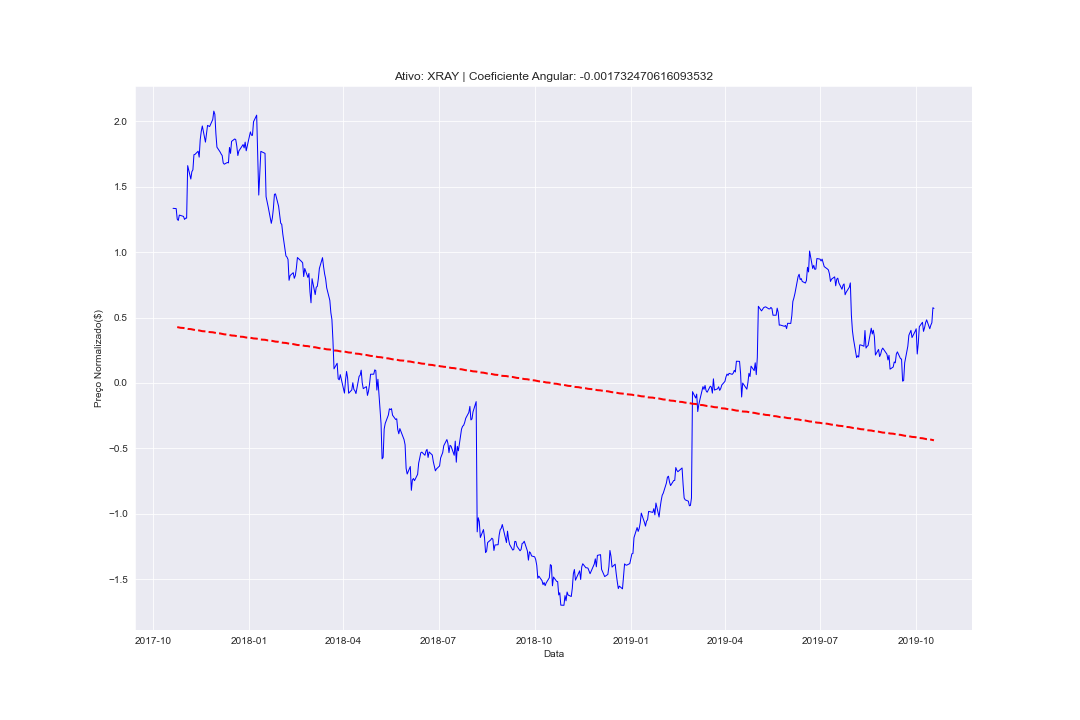 Ativo: XRAY | Coeficiente Angular: -0.001732470616093532
2.0
1.5
1.0
0.5
0.0
−0.5
−1.0
−1.5
Preço Normalizado($)
2017-10 2018-01 2018-04 2018-07 2018-10 2019-01 2019-04 2019-07 2019-10
Data